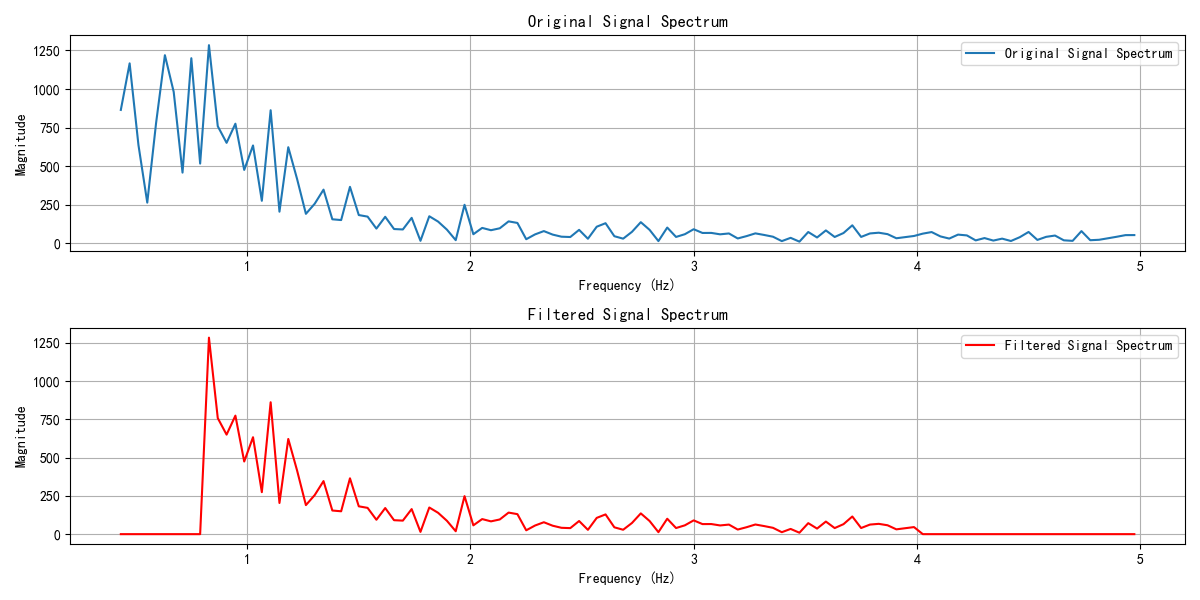 Original Signal Spectrum
Original Signal Spectrum
1250
1000
750
500
250
0
Magnitude
1 2 3 4 5
Frequency (Hz)
Filtered Signal Spectrum
Filtered Signal Spectrum
1250
1000
750
500
250
0
Magnitude
1 2 3 4 5
Frequency (Hz)